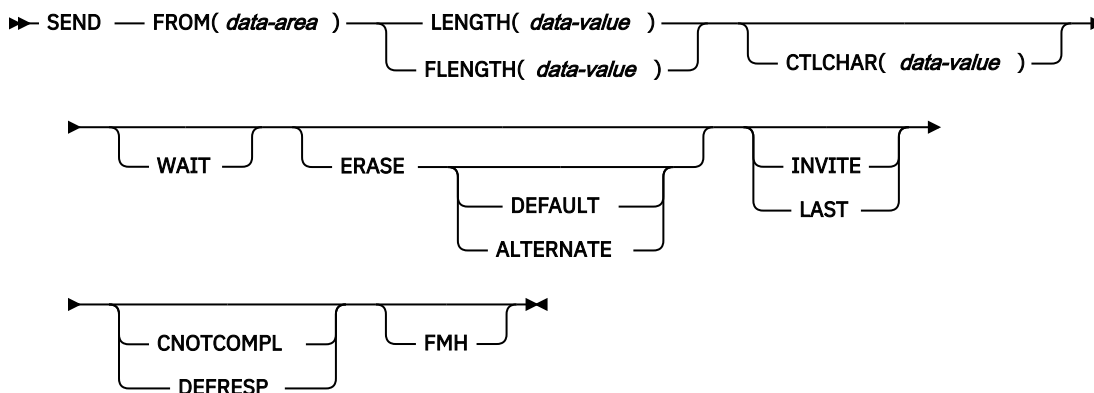 SEND FROM( data-area ) LENGTH( data-value )
FLENGTH( data-value ) CTLCHAR( data-value )
WAIT ERASE INVITE
DEFAULT LAST
ALTERNATE
CNOTCOMPL FMH
DEFRESP